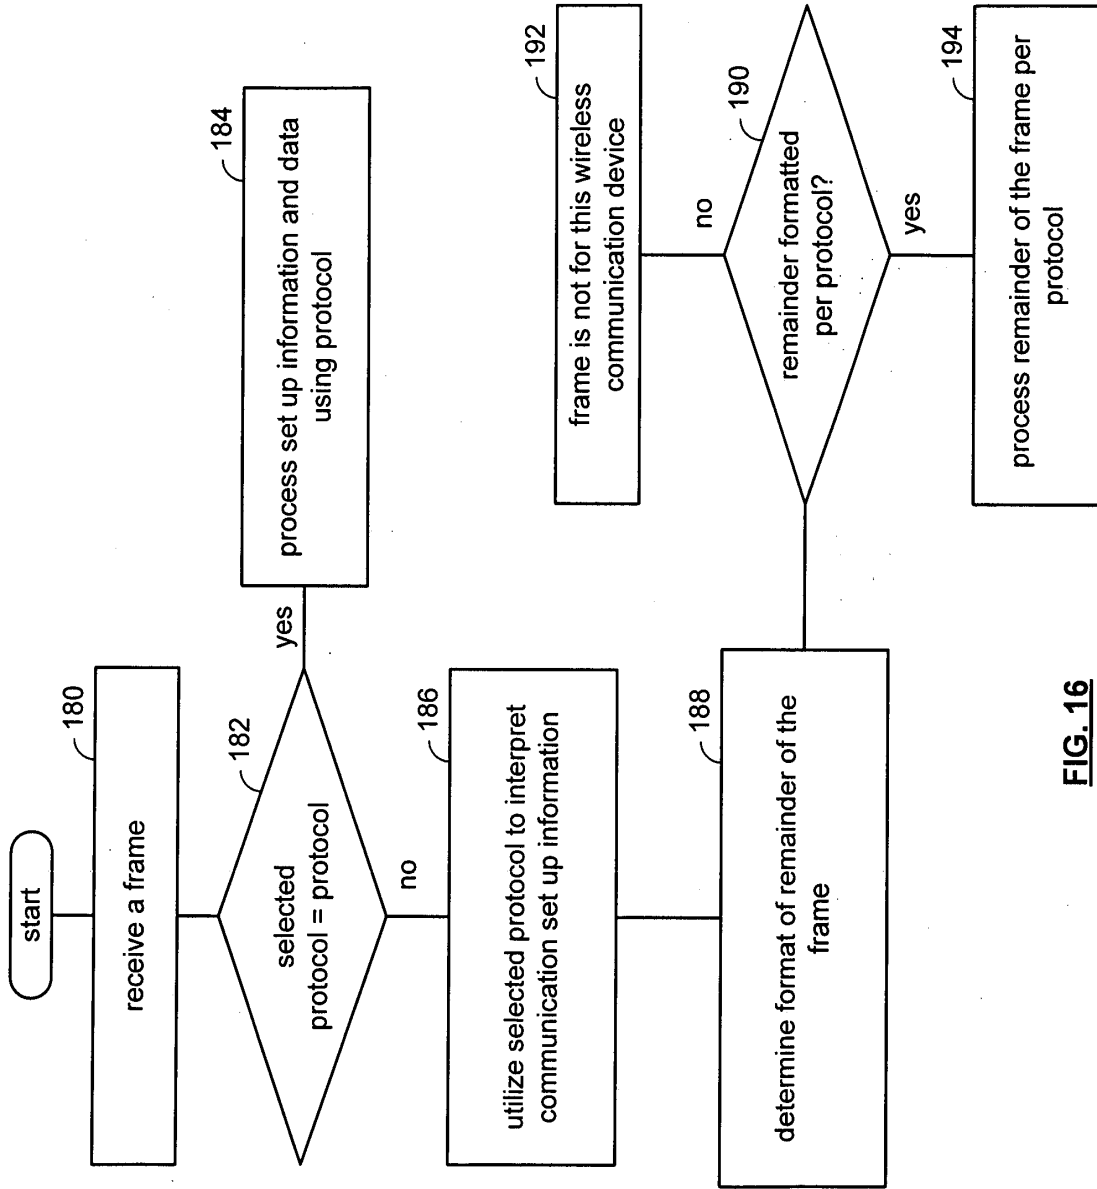 start
180
receive a frame
182
selected
protocol = protocol
yes
184
process set up information and data
using protocol
no
186
utilize selected protocol to interpret
communication set up information
188
determine format of remainder of the
frame
190
remainder formatted
per protocol?
no
192
frame is not for this wireless
communication device
yes
194
process remainder of the frame per
protocol
FIG. 16